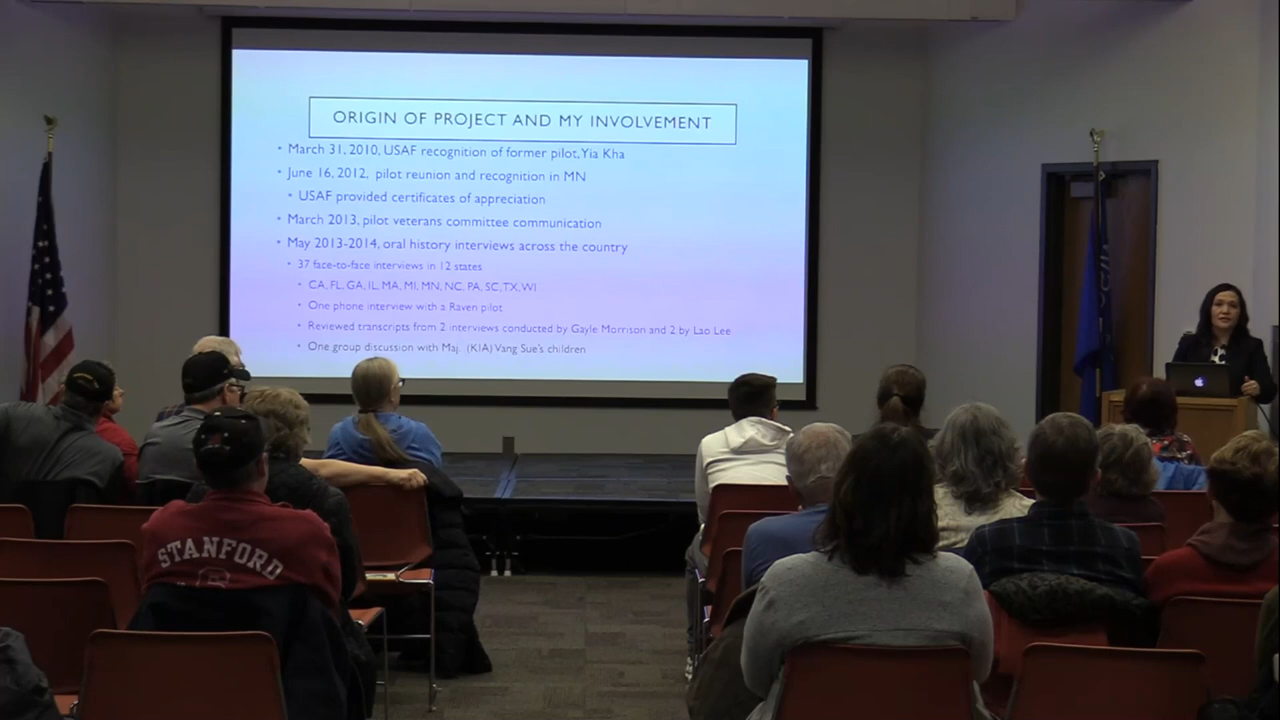 ORIGIN OF PROJECT AND MY INVOLVEMENT
• March 31, 2010, USAF recognition of former pilot, Yia Kha
• June 16, 2012, pilot reunion and recognition in MN
• USAF provided certificates of appreciation
• March 2013, pilot veterans committee communication
• May 2013-2014, oral history interviews across the country
• 37 face-to-face interviews in 12 states
• CA, FL, GA, IL, MA, MI, MN, NC, PA, SC, TX, WI
• One phone interview with a Raven pilot
• Reviewed transcripts from 2 interviews conducted by Gayle Morrison and 2 by Lao Lee
• One group discussion with Maj. (KIA) Vang Sue's children
STANFORD